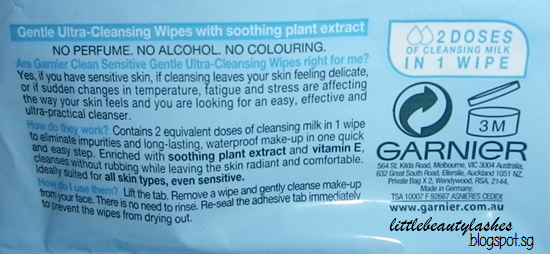 Gentle Ultra-Cleansing Wipes with soothing plant extract
NO PERFUME. NO ALCOHOL. NO COLOURING.
Are Garnier Clean Sensitive Gentle Ultra-Cleansing Wipes right for me?
Yes, if you have sensitive skin, if cleansing leaves your skin feeling delicate,
or if sudden changes in temperature, fatigue and stress are affecting
the way your skin feels and you are looking for an easy, effective and
ultra-practical cleanser.
How do they work? Contains 2 equivalent doses of cleansing milk in 1 wipe
to eliminate impurities and long-lasting, waterproof make-up in one quick
and easy step. Enriched with soothing plant extract and vitamin E,
cleanses without rubbing while leaving the skin radiant and comfortable.
Ideally suited for all skin types, even sensitive.
How do I use them? Lift the tab. Remove a wipe and gently cleanse make-up
from your face. There is no need to rinse. Re-seal the adhesive tab immediately
to prevent the wipes from drying out.
2 DOSES
OF CLEANSING MILK
IN 1 WIPE
3M
GARNIER
564 St. Kilda Road, Melbourne, VIC 3004 Australia.
632 Great South Road, Ellerslie, Auckland 1051 NZ.
Private Bag X 2, Wendywood, RSA, 2144.
Made in Germany.
TSA 10007 F 92667 ASNIERES CEDEX
www.garnier.com.au
littlebeautylashes
blogspot.sg